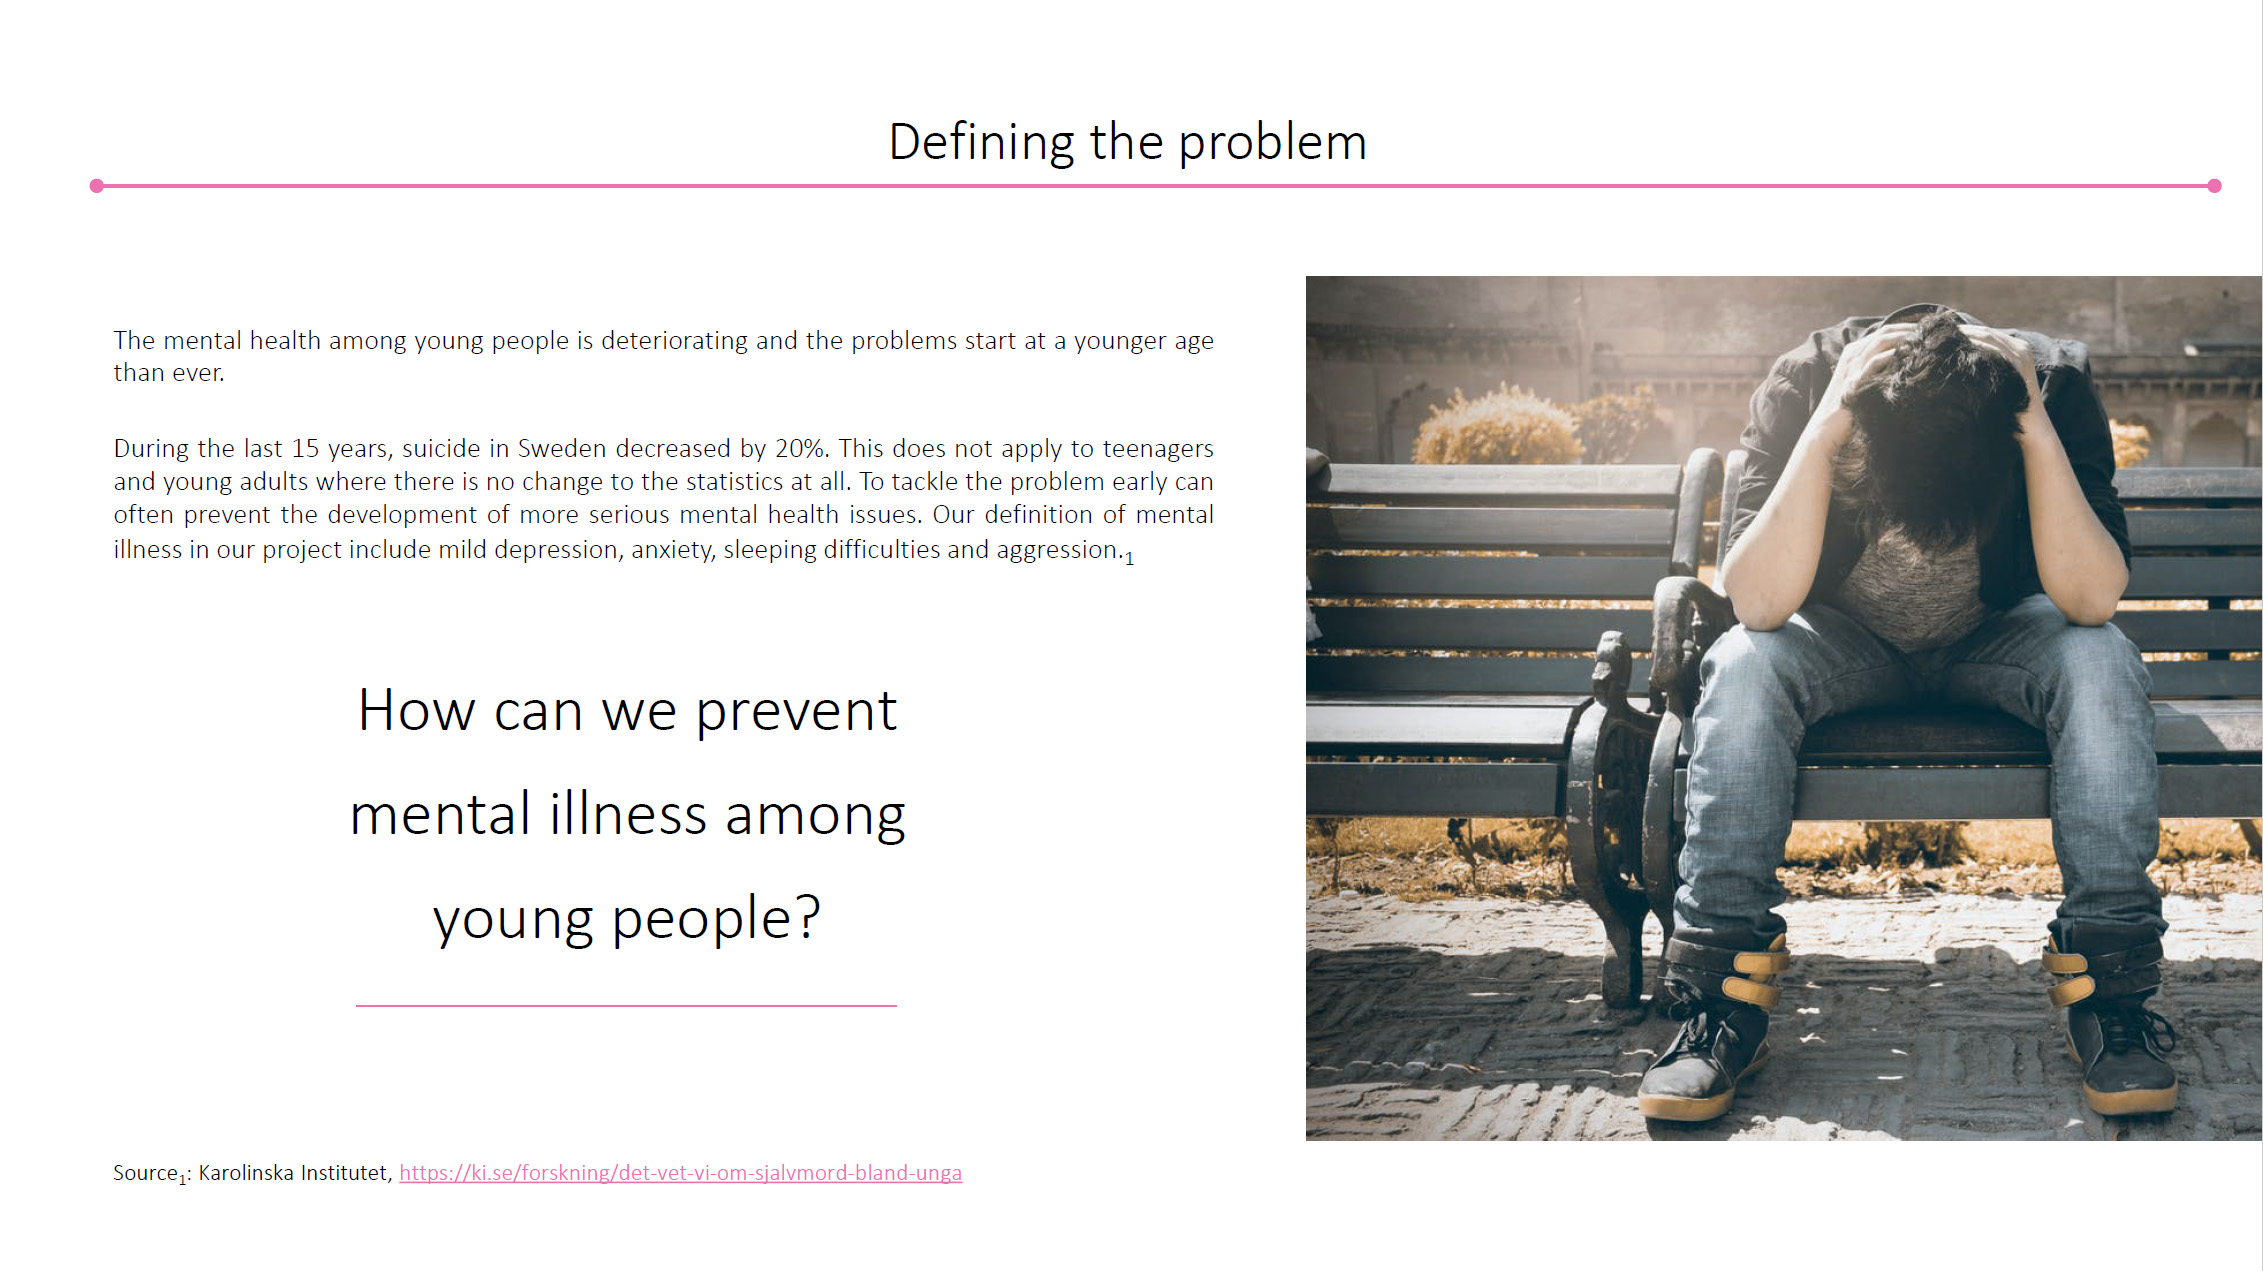 Defining the problem
The mental health among young people is deteriorating and the problems start at a younger age
than ever.
During the last 15 years, suicide in Sweden decreased by 20%. This does not apply to teenagers
and young adults where there is no change to the statistics at all. To tackle the problem early can
often prevent the development of more serious mental health issues. Our definition of mental
illness in our project include mild depression, anxiety, sleeping difficulties and aggression.₁
How can we prevent
mental illness among
young people?
Source₁: Karolinska Institutet, https://ki.se/forskning/det-vet-vi-om-sjalvmord-bland-unga